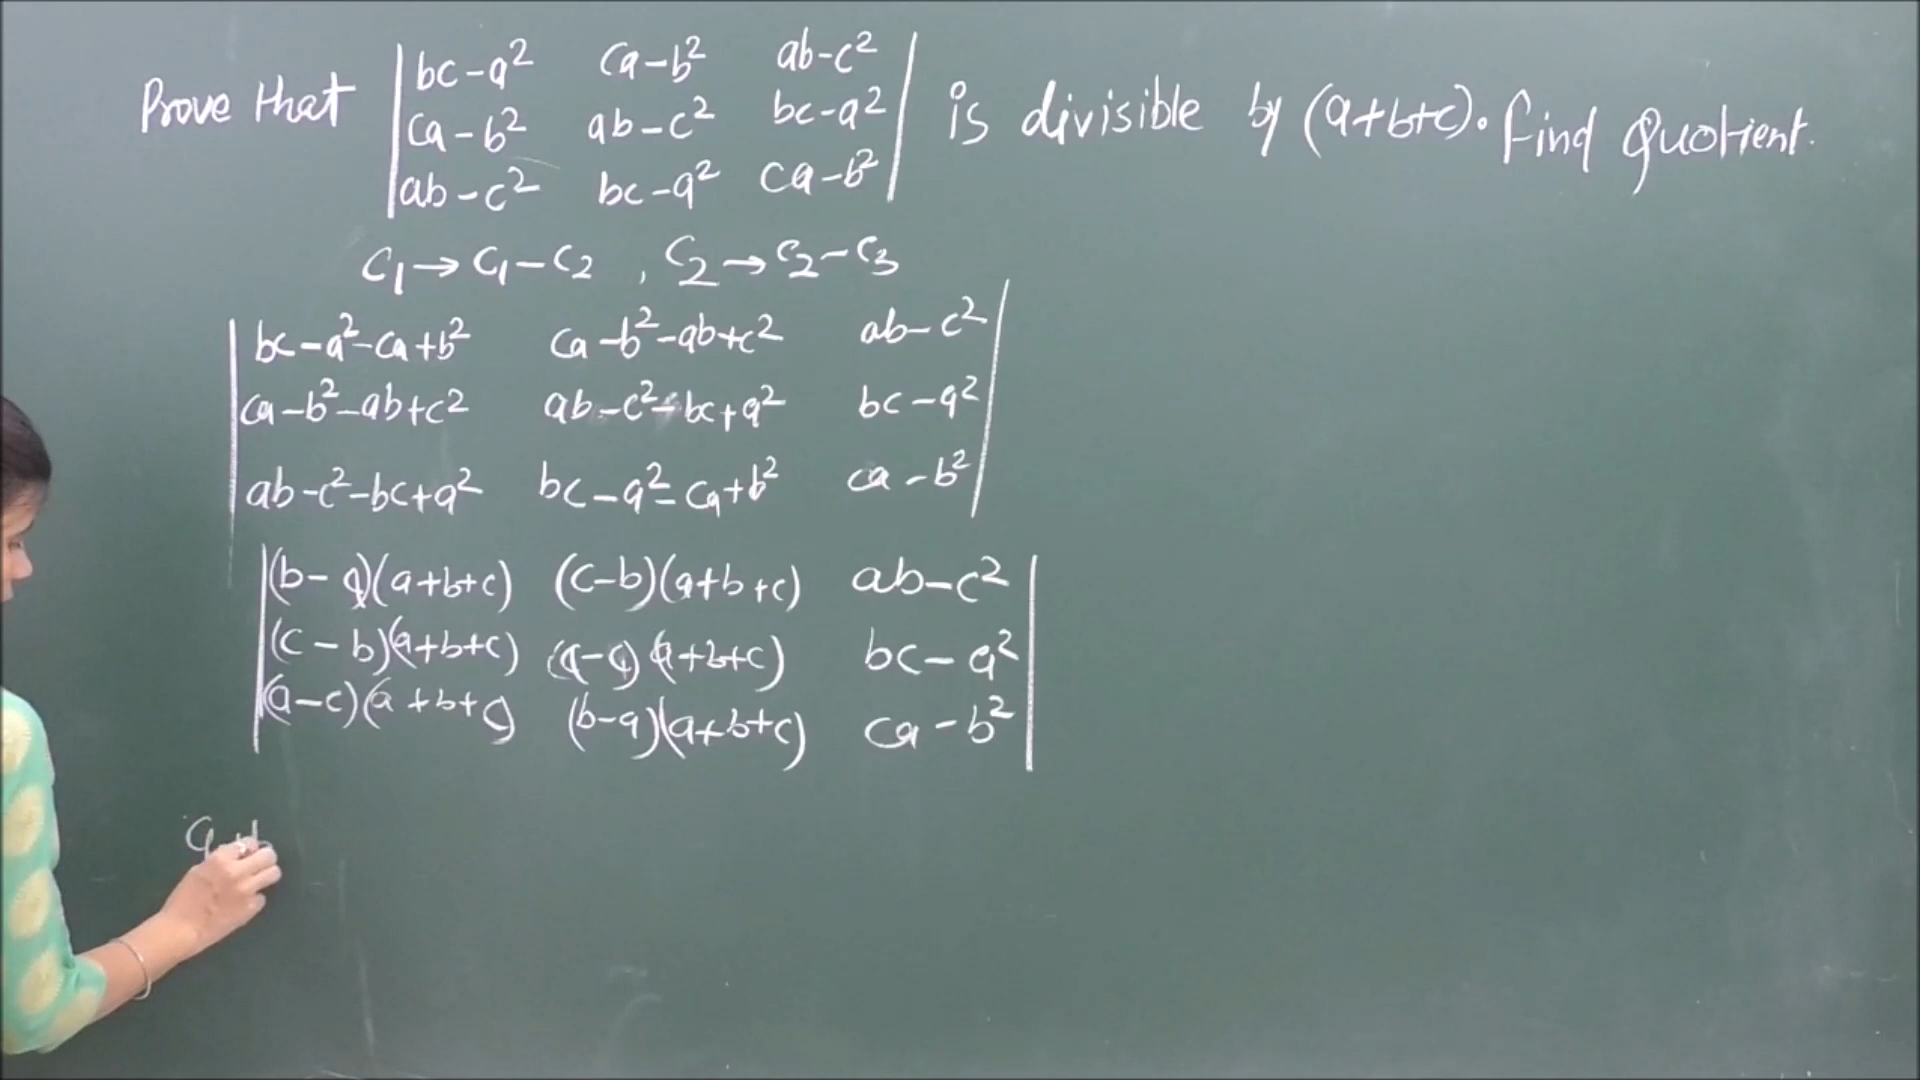 Prove that | bc-a² ca-b² ab-c² | is divisible by (a+b+c). Find Quotient.
| ca-b² ab-c² bc-a² |
| ab-c² bc-a² ca-b² |
C₁→C₁-C₂ , C₂→C₂-C₃
| bc-a²-ca+b² ca-b²-ab+c² ab-c² |
| ca-b²-ab+c² ab-c²-bc+a² bc-a² |
| ab-c²-bc+a² bc-a²-ca+b² ca-b² |
| (b-a)(a+b+c) (c-b)(a+b+c) ab-c² |
| (c-b)(a+b+c) (a-c)(a+b+c) bc-a² |
| (a-c)(a+b+c) (b-a)(a+b+c) ca-b² |